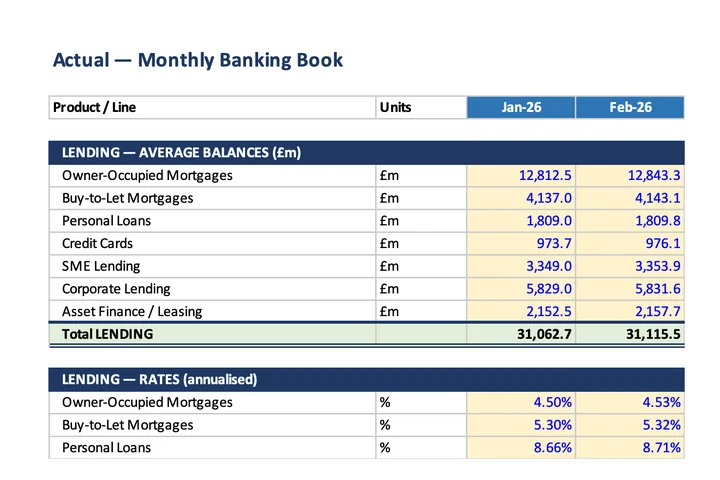 Actual — Monthly Banking Book
Product / Line Units Jan-26 Feb-26
LENDING — AVERAGE BALANCES (£m)
Owner-Occupied Mortgages £m 12,812.5 12,843.3
Buy-to-Let Mortgages £m 4,137.0 4,143.1
Personal Loans £m 1,809.0 1,809.8
Credit Cards £m 973.7 976.1
SME Lending £m 3,349.0 3,353.9
Corporate Lending £m 5,829.0 5,831.6
Asset Finance / Leasing £m 2,152.5 2,157.7
Total LENDING 31,062.7 31,115.5
LENDING — RATES (annualised)
Owner-Occupied Mortgages % 4.50% 4.53%
Buy-to-Let Mortgages % 5.30% 5.32%
Personal Loans % 8.66% 8.71%